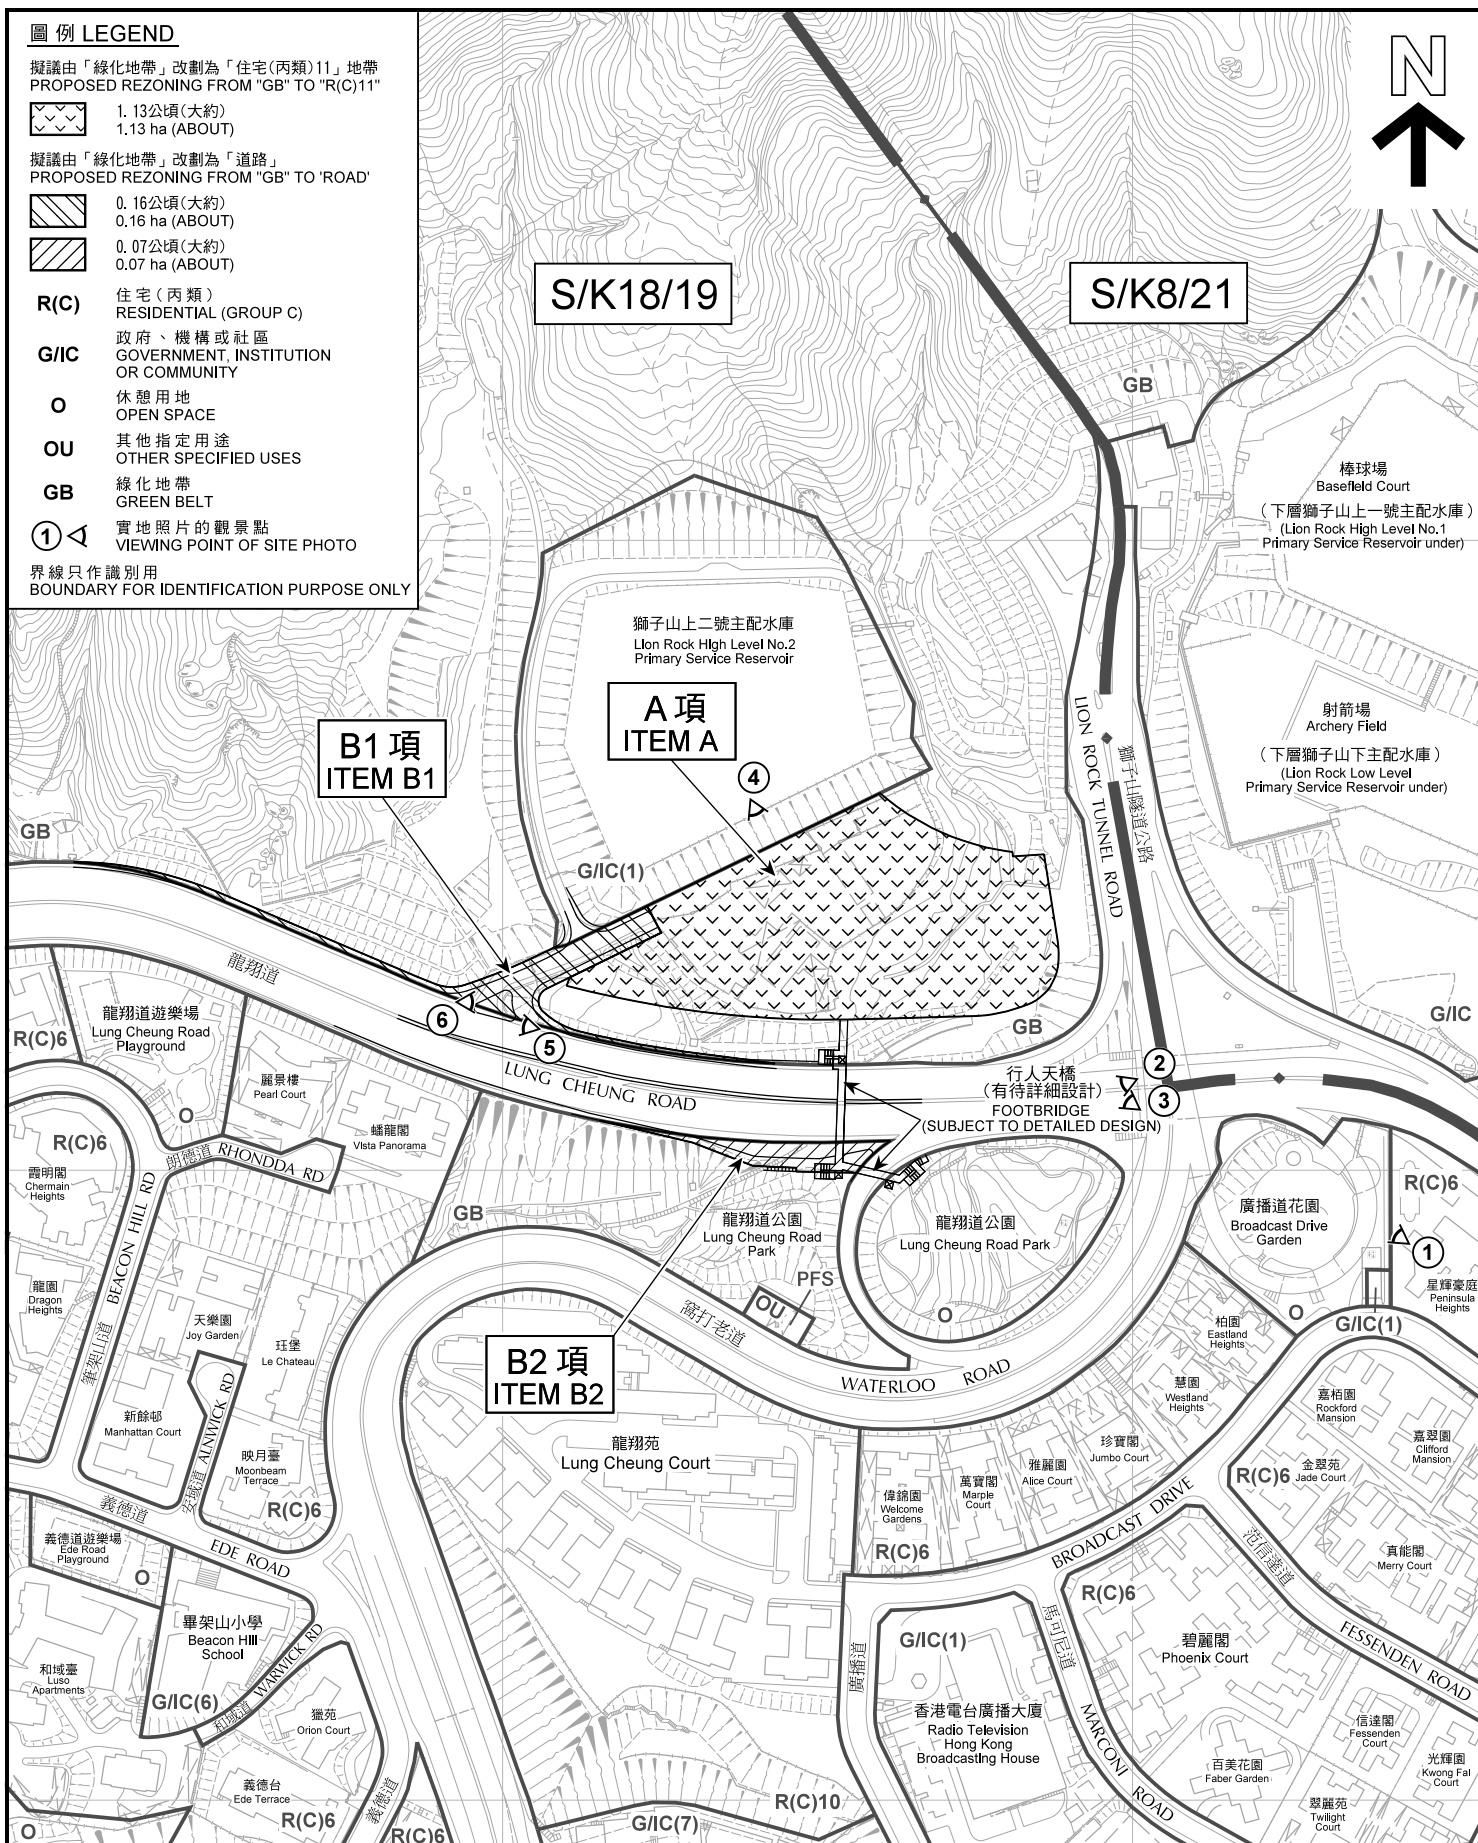 圖例 LEGEND
擬議由「綠化地帶」改劃為「住宅(丙類)11」地帶
PROPOSED REZONING FROM "GB" TO "R(C)11"
1.13公頃(大約)
1.13 ha (ABOUT)
擬議由「綠化地帶」改劃為「道路」
PROPOSED REZONING FROM "GB" TO 'ROAD'
0.16公頃(大約)
0.16 ha (ABOUT)
0.07公頃(大約)
0.07 ha (ABOUT)
R(C)
住宅(丙類)
RESIDENTIAL (GROUP C)
G/IC
政府、機構或社區
GOVERNMENT, INSTITUTION
OR COMMUNITY
O
休憩用地
OPEN SPACE
OU
其他指定用途
OTHER SPECIFIED USES
GB
綠化地帶
GREEN BELT
1
實地照片的觀景點
VIEWING POINT OF SITE PHOTO
界線只作識別用
BOUNDARY FOR IDENTIFICATION PURPOSE ONLY
N
S/K18/19
S/K8/21
GB
棒球場
Basefield Court
(下層獅子山上一號主配水庫)
(Lion Rock High Level No.1
Primary Service Reservoir under)
獅子山上二號主配水庫
Lion Rock High Level No.2
Primary Service Reservoir
A 項
ITEM A
B1 項
ITEM B1
4
射箭場
Archery Field
(下層獅子山下主配水庫)
(Lion Rock Low Level
Primary Service Reservoir under)
LION ROCK TUNNEL ROAD
獅子山隧道公路
GB
G/IC(1)
龍翔道
6
5
LUNG CHEUNG ROAD
GB
G/IC
2
3
行人天橋
(有待詳細設計)
FOOTBRIDGE
(SUBJECT TO DETAILED DESIGN)
R(C)6
龍翔道遊樂場
Lung Cheung Road
Playground
麗景樓
Pearl Court
O
蟠龍閣
Vista Panorama
R(C)6
朗德道 RHONDDA RD
霞明閣
Chermain
Heights
筆架山道 BEACON HILL RD
GB
龍翔道公園
Lung Cheung Road
Park
龍翔道公園
Lung Cheung Road Park
O
廣播道花園
Broadcast Drive
Garden
R(C)6
1
星輝豪庭
Peninsula
Heights
O
G/IC(1)
PFS
OU
窩打老道
WATERLOO ROAD
龍園
Dragon
Heights
天樂園
Joy Garden
玨堡
Le Chateau
B2 項
ITEM B2
柏園
Eastland
Heights
慧園
Westland
Heights
嘉栢園
Rockford
Mansion
嘉翠園
Clifford
Mansion
新餘邨
Manhattan Court
安域道 ALNWICK RD
映月臺
Moonbeam
Terrace
R(C)6
龍翔苑
Lung Cheung Court
珍寶閣
Jumbo Court
雅麗園
Alice Court
萬寶閣
Marple
Court
偉錦園
Welcome
Gardens
R(C)6
R(C)6
金翠苑
Jade Court
真能閣
Merry Court
義德道
EDE ROAD
義德道遊樂場
Ede Road
Playground
O
BROADCAST DRIVE
范信達道
FESSENDEN ROAD
R(C)6
畢架山小學
Beacon Hill
School
和域臺
Luso
Apartments
G/IC(6)
和域道 WARWICK RD
獵苑
Orion Court
廣播道
G/IC(1)
馬可尼道
MARCONI ROAD
碧麗閣
Phoenix Court
香港電台廣播大廈
Radio Television
Hong Kong
Broadcasting House
信達閣
Fessenden
Court
光輝園
Kwong Fai
Court
百美花園
Faber Garden
翠麗苑
Twilight
Court
義德台
Ede Terrace
R(C)6
義德道
R(C)6
O
R(C)10
G/IC(7)